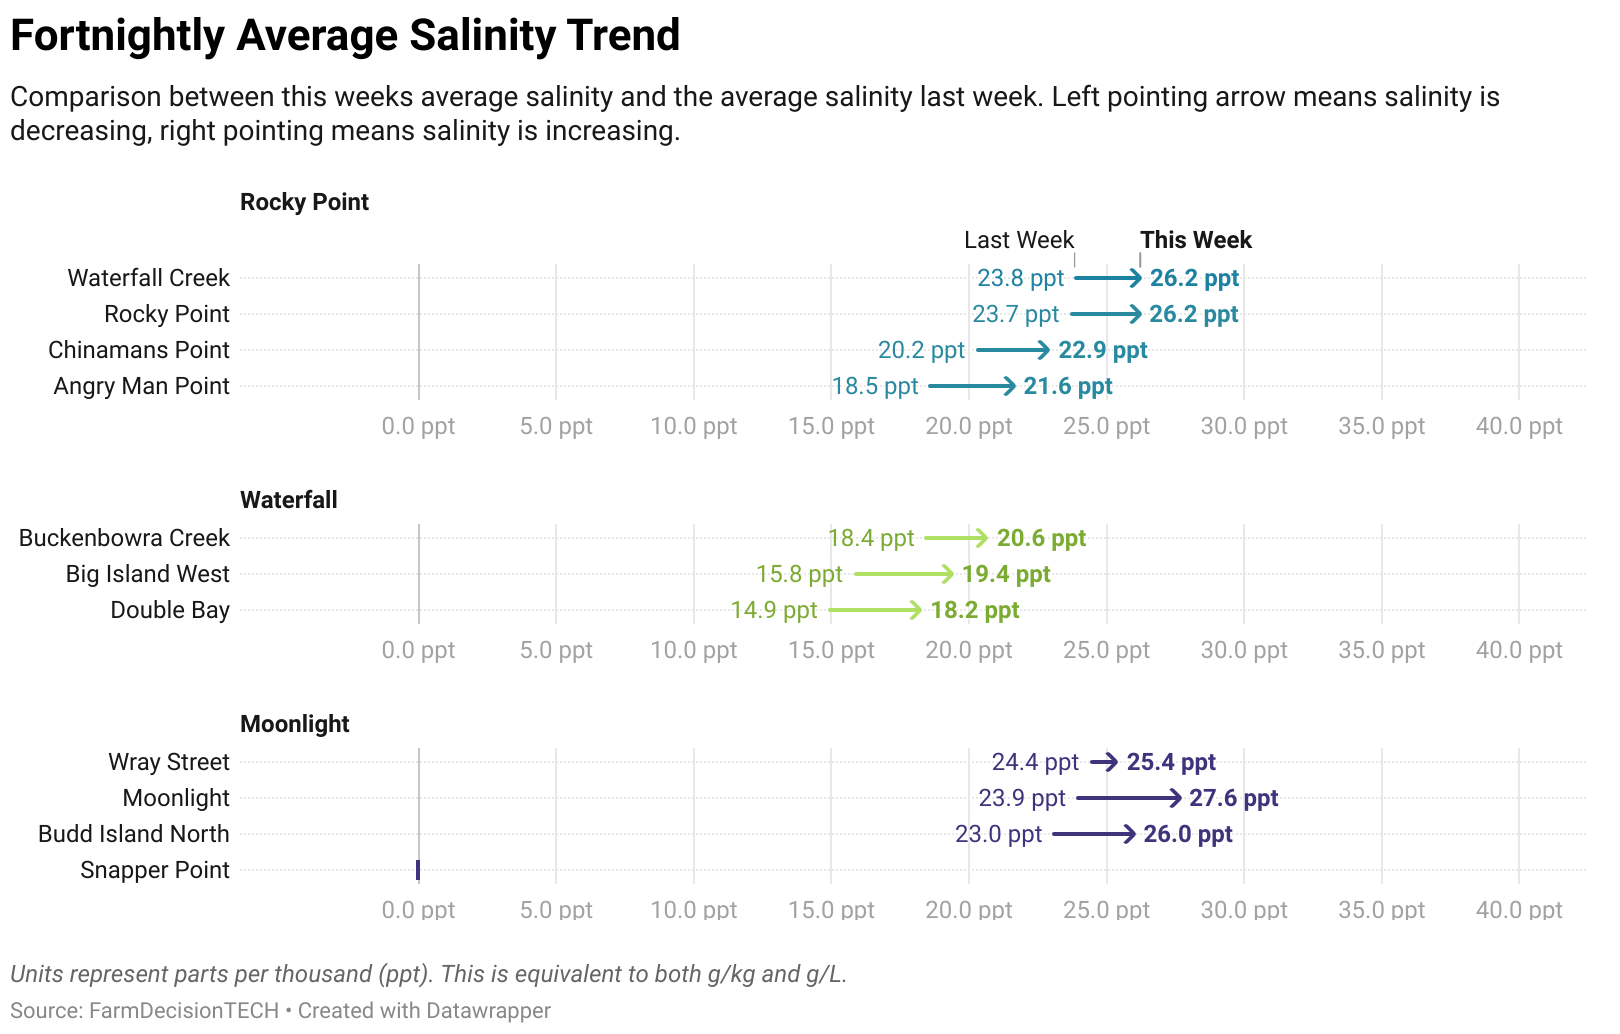 Fortnightly Average Salinity Trend
Comparison between this weeks average salinity and the average salinity last week. Left pointing arrow means salinity is
decreasing, right pointing means salinity is increasing.
Rocky Point
Last Week This Week
Waterfall Creek 23.8 ppt 26.2 ppt
Rocky Point 23.7 ppt 26.2 ppt
Chinamans Point 20.2 ppt 22.9 ppt
Angry Man Point 18.5 ppt 21.6 ppt
0.0 ppt 5.0 ppt 10.0 ppt 15.0 ppt 20.0 ppt 25.0 ppt 30.0 ppt 35.0 ppt 40.0 ppt
Waterfall
Buckenbowra Creek 18.4 ppt 20.6 ppt
Big Island West 15.8 ppt 19.4 ppt
Double Bay 14.9 ppt 18.2 ppt
0.0 ppt 5.0 ppt 10.0 ppt 15.0 ppt 20.0 ppt 25.0 ppt 30.0 ppt 35.0 ppt 40.0 ppt
Moonlight
Wray Street 24.4 ppt 25.4 ppt
Moonlight 23.9 ppt 27.6 ppt
Budd Island North 23.0 ppt 26.0 ppt
Snapper Point
0.0 ppt 5.0 ppt 10.0 ppt 15.0 ppt 20.0 ppt 25.0 ppt 30.0 ppt 35.0 ppt 40.0 ppt
Units represent parts per thousand (ppt). This is equivalent to both g/kg and g/L.
Source: FarmDecisionTECH • Created with Datawrapper